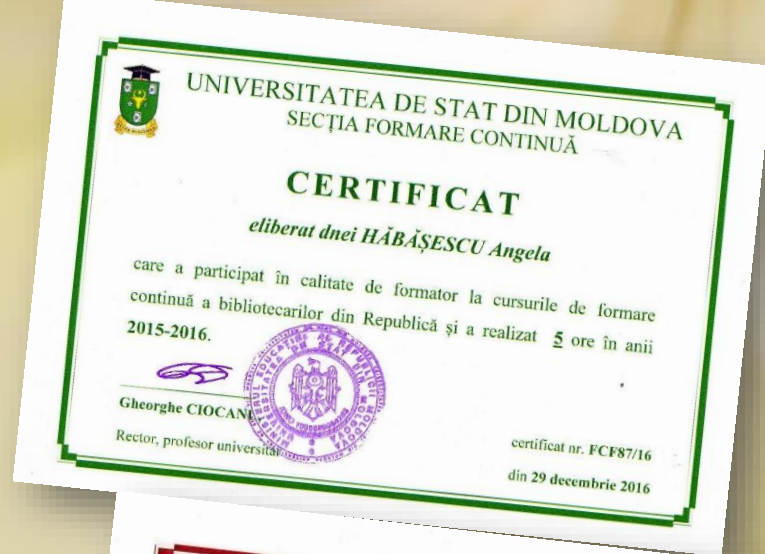 UNIVERSITATEA DE STAT DIN MOLDOVA
SECȚIA FORMARE CONTINUĂ
CERTIFICAT
eliberat dnei HĂBĂȘESCU Angela
care a participat în calitate de formator la cursurile de formare
continuă a bibliotecarilor din Republică și a realizat 5 ore în anii
2015-2016.
Gheorghe CIOCANU
Rector, profesor universitar
certificat nr. FCF87/16
din 29 decembrie 2016